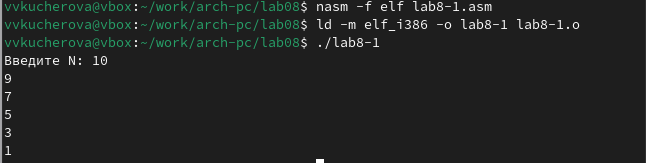 vvkucherova@vbox:~/work/arch-pc/lab08$ nasm -f elf lab8-1.asm
vvkucherova@vbox:~/work/arch-pc/lab08$ ld -m elf_i386 -o lab8-1 lab8-1.o
vvkucherova@vbox:~/work/arch-pc/lab08$ ./lab8-1
Введите N: 10
9
7
5
3
1